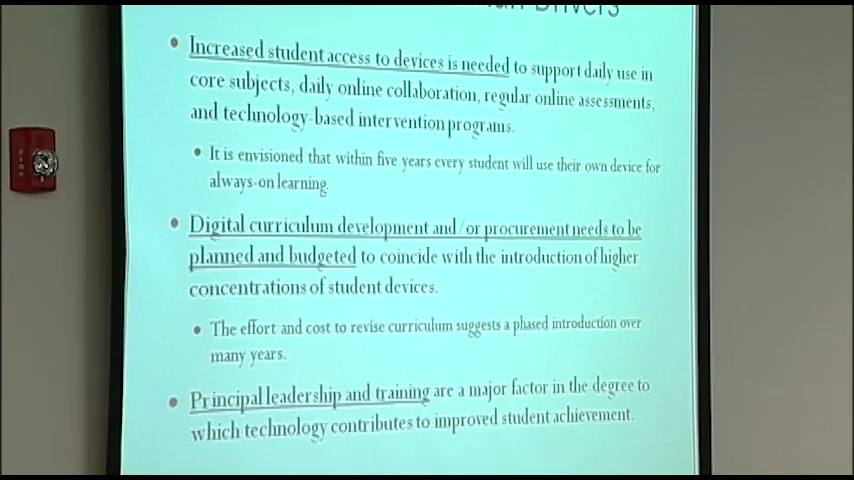 Drivers
Increased student access to devices is needed to support daily use in
core subjects, daily online collaboration, regular online assessments,
and technology-based intervention programs.
It is envisioned that within five years every student will use their own device for
always-on learning.
Digital curriculum development and/or procurement needs to be
planned and budgeted to coincide with the introduction of higher
concentrations of student devices.
The effort and cost to revise curriculum suggests a phased introduction over
many years.
Principal leadership and training are a major factor in the degree to
which technology contributes to improved student achievement.